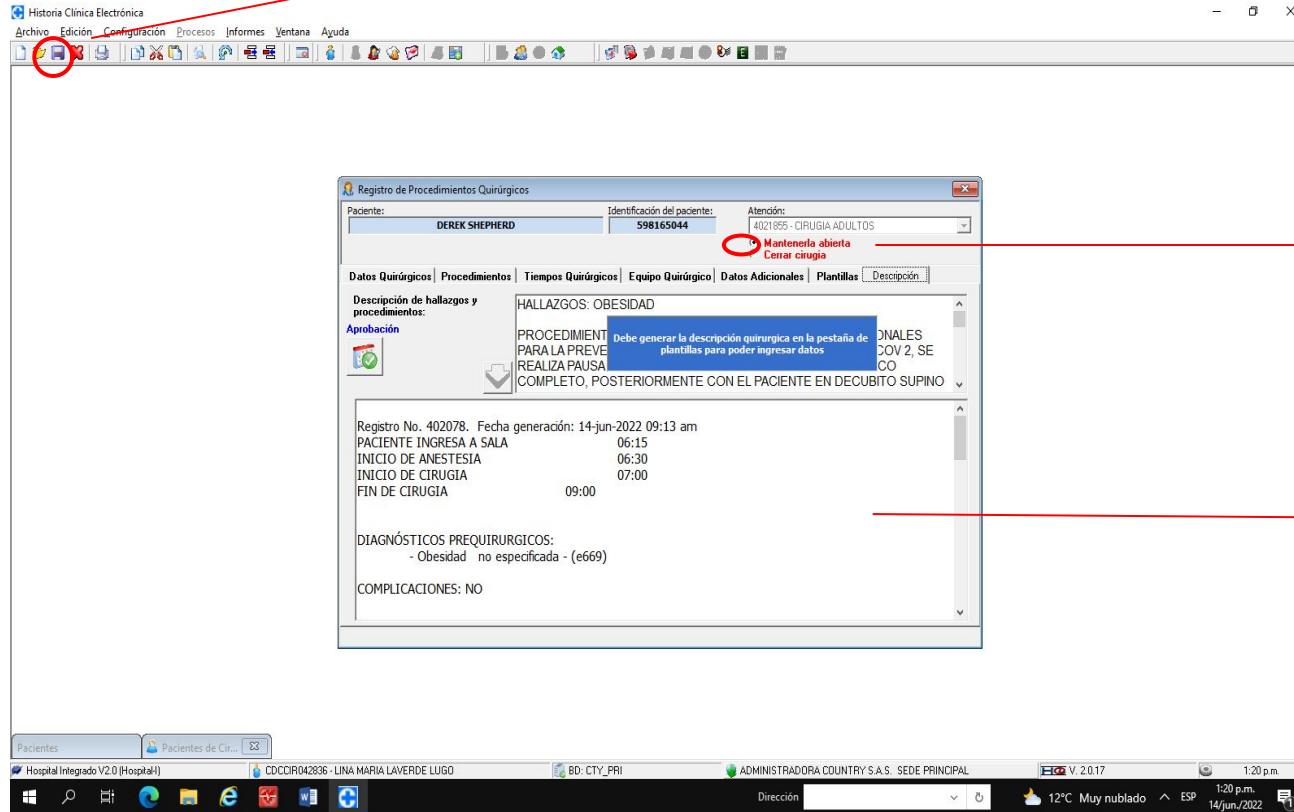 Historia Clínica Electrónica
Archivo Edición Configuración Procesos Informes Ventana Ayuda
Registro de Procedimientos Quirúrgicos
Paciente: Identificación del paciente: Atención:
DEREK SHEPHERD 598165044 4021855 - CIRUGIA ADULTOS
Mantenerla abierta
Cerrar cirugia
Datos Quirúrgicos Procedimientos Tiempos Quirúrgicos Equipo Quirúrgico Datos Adicionales Plantillas Descripción
Descripción de hallazgos y
procedimientos:
Aprobación
HALLAZGOS: OBESIDAD
PROCEDIMIENT ONALES
PARA LA PREVE COV 2, SE
REALIZA PAUSA CO
COMPLETO, POSTERIORMENTE CON EL PACIENTE EN DECUBITO SUPINO
Debe generar la descripción quirurgica en la pestaña de
plantillas para poder ingresar datos
Registro No. 402078. Fecha generación: 14-jun-2022 09:13 am
PACIENTE INGRESA A SALA 06:15
INICIO DE ANESTESIA 06:30
INICIO DE CIRUGIA 07:00
FIN DE CIRUGIA 09:00
DIAGNÓSTICOS PREQUIRURGICOS:
- Obesidad no especificada - (e669)
COMPLICACIONES: NO
Pacientes Pacientes de Cir...
Hospital Integrado V2.0 (Hospital-I) CDCCIR042836 - LINA MARIA LAVERDE LUGO BD: CTY_PRI ADMINISTRADORA COUNTRY S.A.S. SEDE PRINCIPAL V. 2.0.17 1:20 p.m.
Dirección 12°C Muy nublado ESP 1:20 p.m.
14/jun./2022